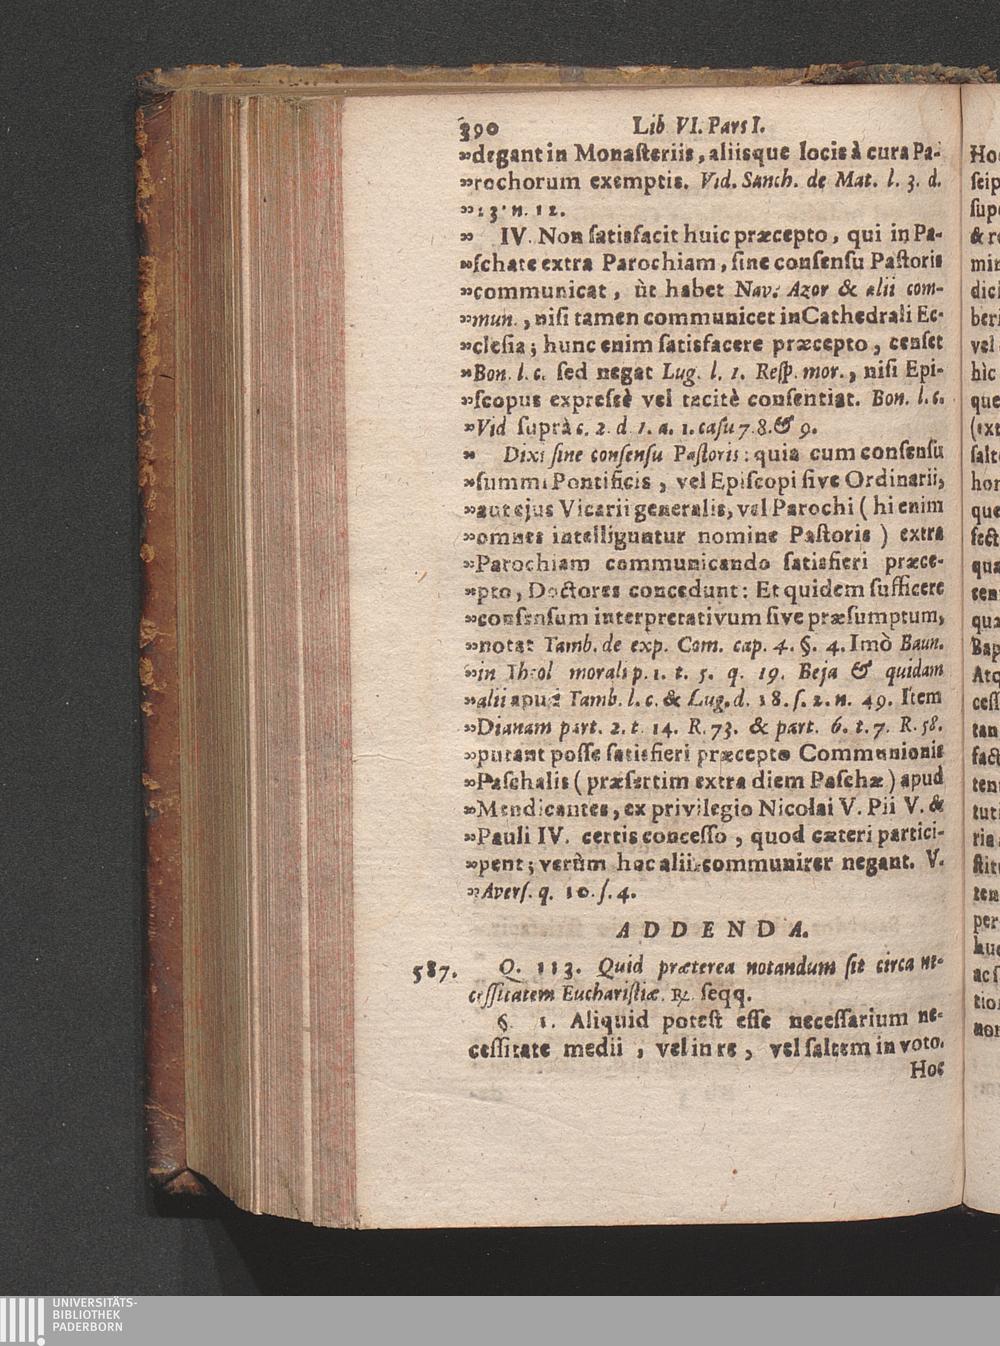 390 Lib VI. Pars I.
„degant in Monaſteriis, aliisque locis à cura Pa-
„rochorum exemptis. Vid. Sanch. de Mat. l. 3. d.
„ 23. n. 12.
„ IV. Non ſatisfacit huic præcepto, qui in Pa-
„ſchate extra Parochiam, ſine conſenſu Paſtoris
„communicat, ùt habet Nav. Azor & alii com-
„mun., niſi tamen communicet in Cathedrali Ec-
„cleſia; hunc enim ſatisfacere præcepto, cenſet
„Bon. l. c. ſed negat Lug. l. 1. Reſp. mor., niſi Epi-
„ſcopus expreſsè vel tacitè conſentiat. Bon. l. c.
„Vid ſuprà c. 2. d. 1. a. 1. caſu 7. 8. & 9.
„ Dixi ſine conſenſu Paſtoris: quia cum conſenſu
„ſummi Pontificis, vel Epiſcopi ſive Ordinarii,
„aut ejus Vicarii generalis, vel Parochi (hi enim
„omnes intelliguntur nomine Paſtoris) extra
„Parochiam communicando ſatisfieri præce-
„pto, Doctores concedunt: Et quidem ſufficere
„conſenſum interpretativum ſive præſumptum,
„notat Tamb. de exp. Com. cap. 4. §. 4. Imò Baun.
„in Theol morali p. 1. t. 5. q. 19. Beja & quidam
„alii apud Tamb. l. c. & Lug. d. 18. ſ. 2. n. 49. Item
„Dianam part. 2. t. 14. R. 73. & part. 6. t. 7. R. 58.
„putant poſſe ſatisfieri præcepto Communionis
„Paſchalis (præſertim extra diem Paſchæ) apud
„Mendicantes, ex privilegio Nicolai V. Pii V. &
„Pauli IV. certis conceſſo, quod cæteri partici-
„pent; verùm hoc alii communirer negant. V.
„Averſ. q. 10. ſ. 4.
ADDENDA.
587. Q. 113. Quid præterea notandum ſit circa ne-
ceſſitatem Euchariſtiæ. ℞. ſeqq.
§. 1. Aliquid poteſt eſſe neceſſarium ne-
ceſſitate medii, vel in re, vel ſaltem in voto.
Hoc
UNIVERSITÄTS-
BIBLIOTHEK
PADERBORN